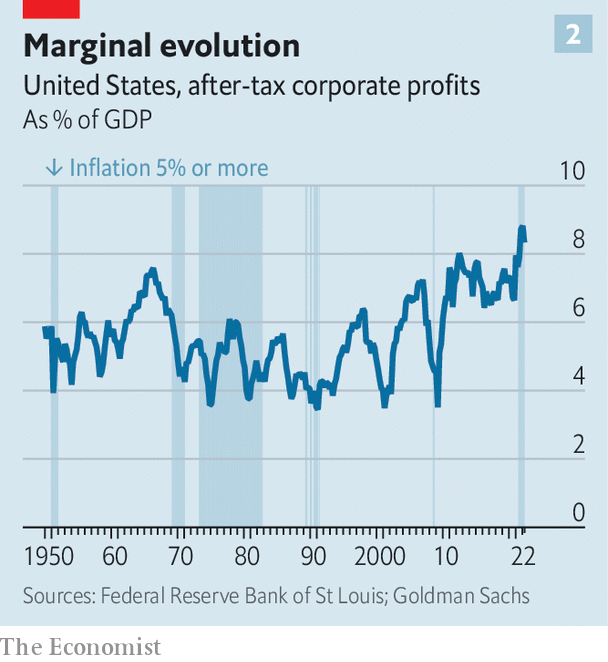 Marginal evolution
2
United States, after-tax corporate profits
As % of GDP
↓ Inflation 5% or more
10
8
6
4
2
0
1950 60 70 80 90 2000 10 22
Sources: Federal Reserve Bank of St Louis; Goldman Sachs
The Economist